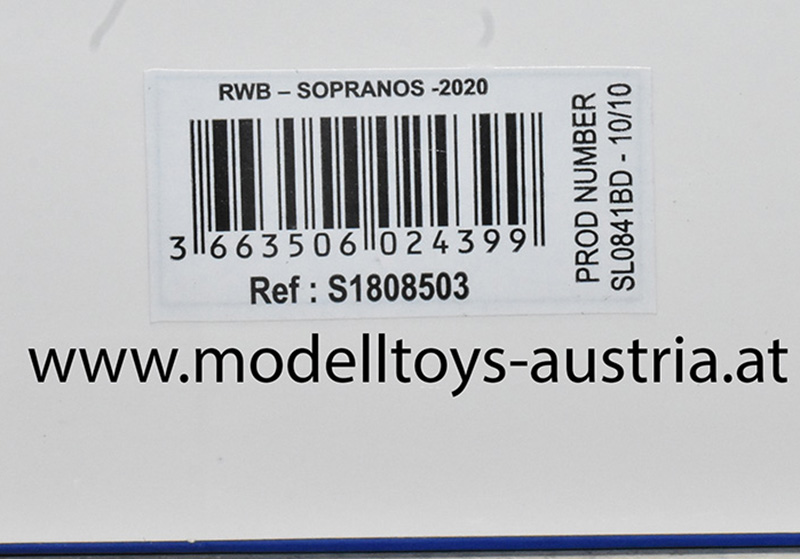 RWB – SOPRANOS -2020
3 663506 024399
Ref : S1808503
PROD NUMBER
SL0841BD - 10/10
www.modelltoys-austria.at